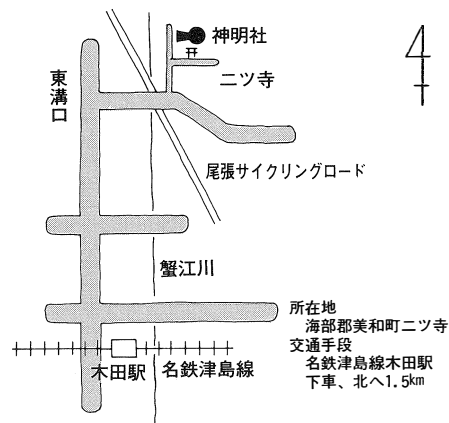 神明社
二ツ寺
東溝口
尾張サイクリングロード
蟹江川
所在地
海部郡美和町二ツ寺
交通手段
名鉄津島線木田駅
下車、北へ1.5km
木田駅
名鉄津島線